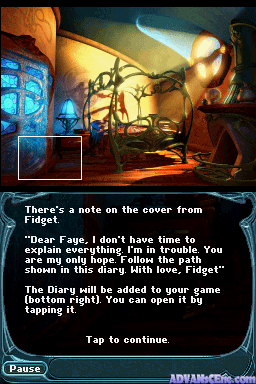 There's a note on the cover from
Fidget.
"Dear Faye, I don't have time to
explain everything. I'm in trouble. You
are my only hope. Follow the path
shown in this diary. With love, Fidget"
The Diary will be added to your game
(bottom right). You can open it by
tapping it.
Tap to continue.
Pause
ADVANsCEne.com